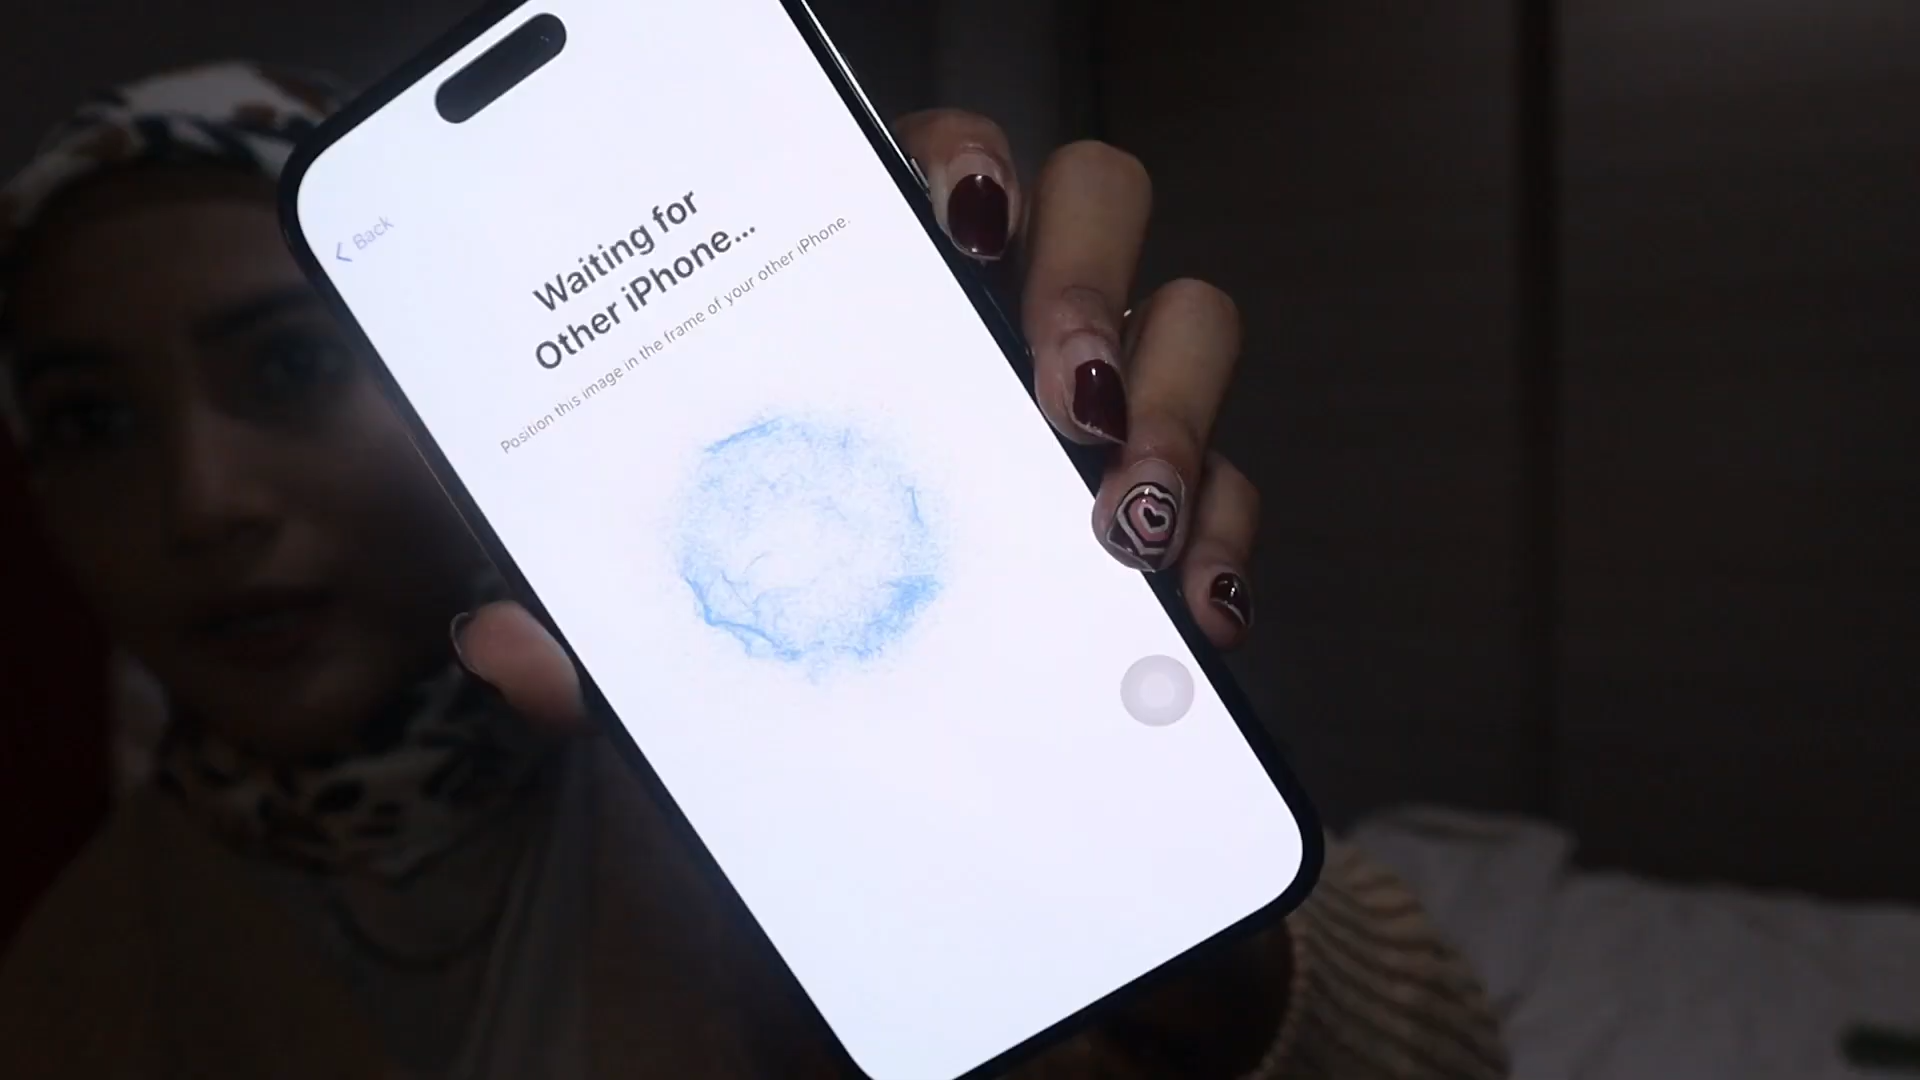 Back
Waiting for
Other iPhone...
Position this image in the frame of your other iPhone.